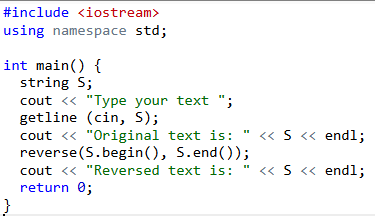 #include <iostream>
using namespace std;

int main() {
  string S;
  cout << "Type your text ";
  getline (cin, S);
  cout << "Original text is: " << S << endl;
  reverse(S.begin(), S.end());
  cout << "Reversed text is: " << S << endl;
  return 0;
}